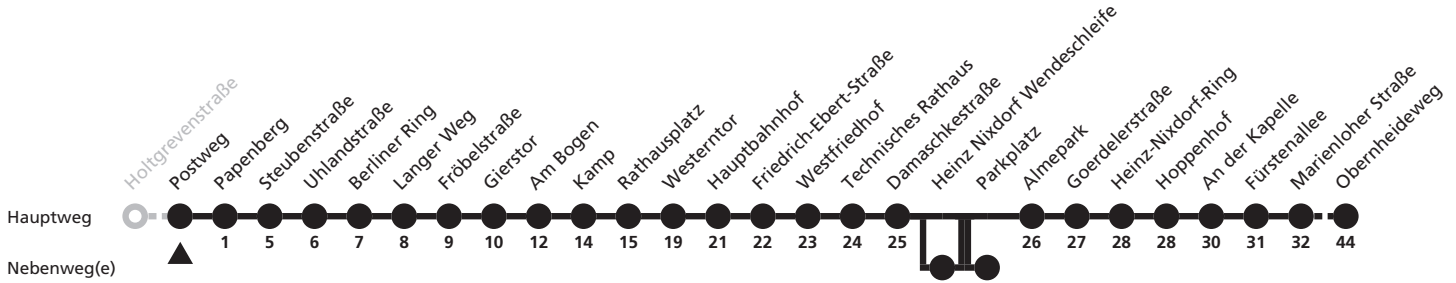 Holtgrevenstraße
Postweg
Papenberg
Steubenstraße
Uhlandstraße
Berliner Ring
Langer Weg
Fröbelstraße
Gierstor
Am Bogen
Kamp
Rathausplatz
Westerntor
Hauptbahnhof
Friedrich-Ebert-Straße
Westfriedhof
Technisches Rathaus
Damaschkestraße
Heinz Nixdorf Wendeschleife
Parkplatz
Almepark
Goerdelerstraße
Heinz-Nixdorf-Ring
Hoppenhof
An der Kapelle
Fürstenallee
Marienloher Straße
Obernheideweg
Hauptweg
1 5 6 7 8 9 10 12 14 15 19 21 22 23 24 25 26 27 28 28 30 31 32 44
Nebenweg(e)